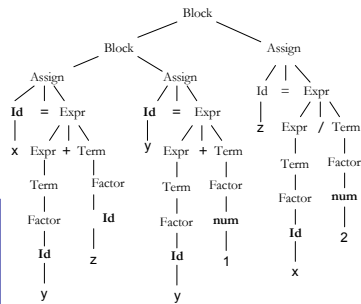 Block
Block Assign
Assign Assign Id = Expr
Id = Expr Id = Expr z Expr / Term
x Expr + Term y Expr + Term Term Factor
Term Factor Term Factor Factor num
Factor Id Factor num Id 2
Id z Id 1 x
y y